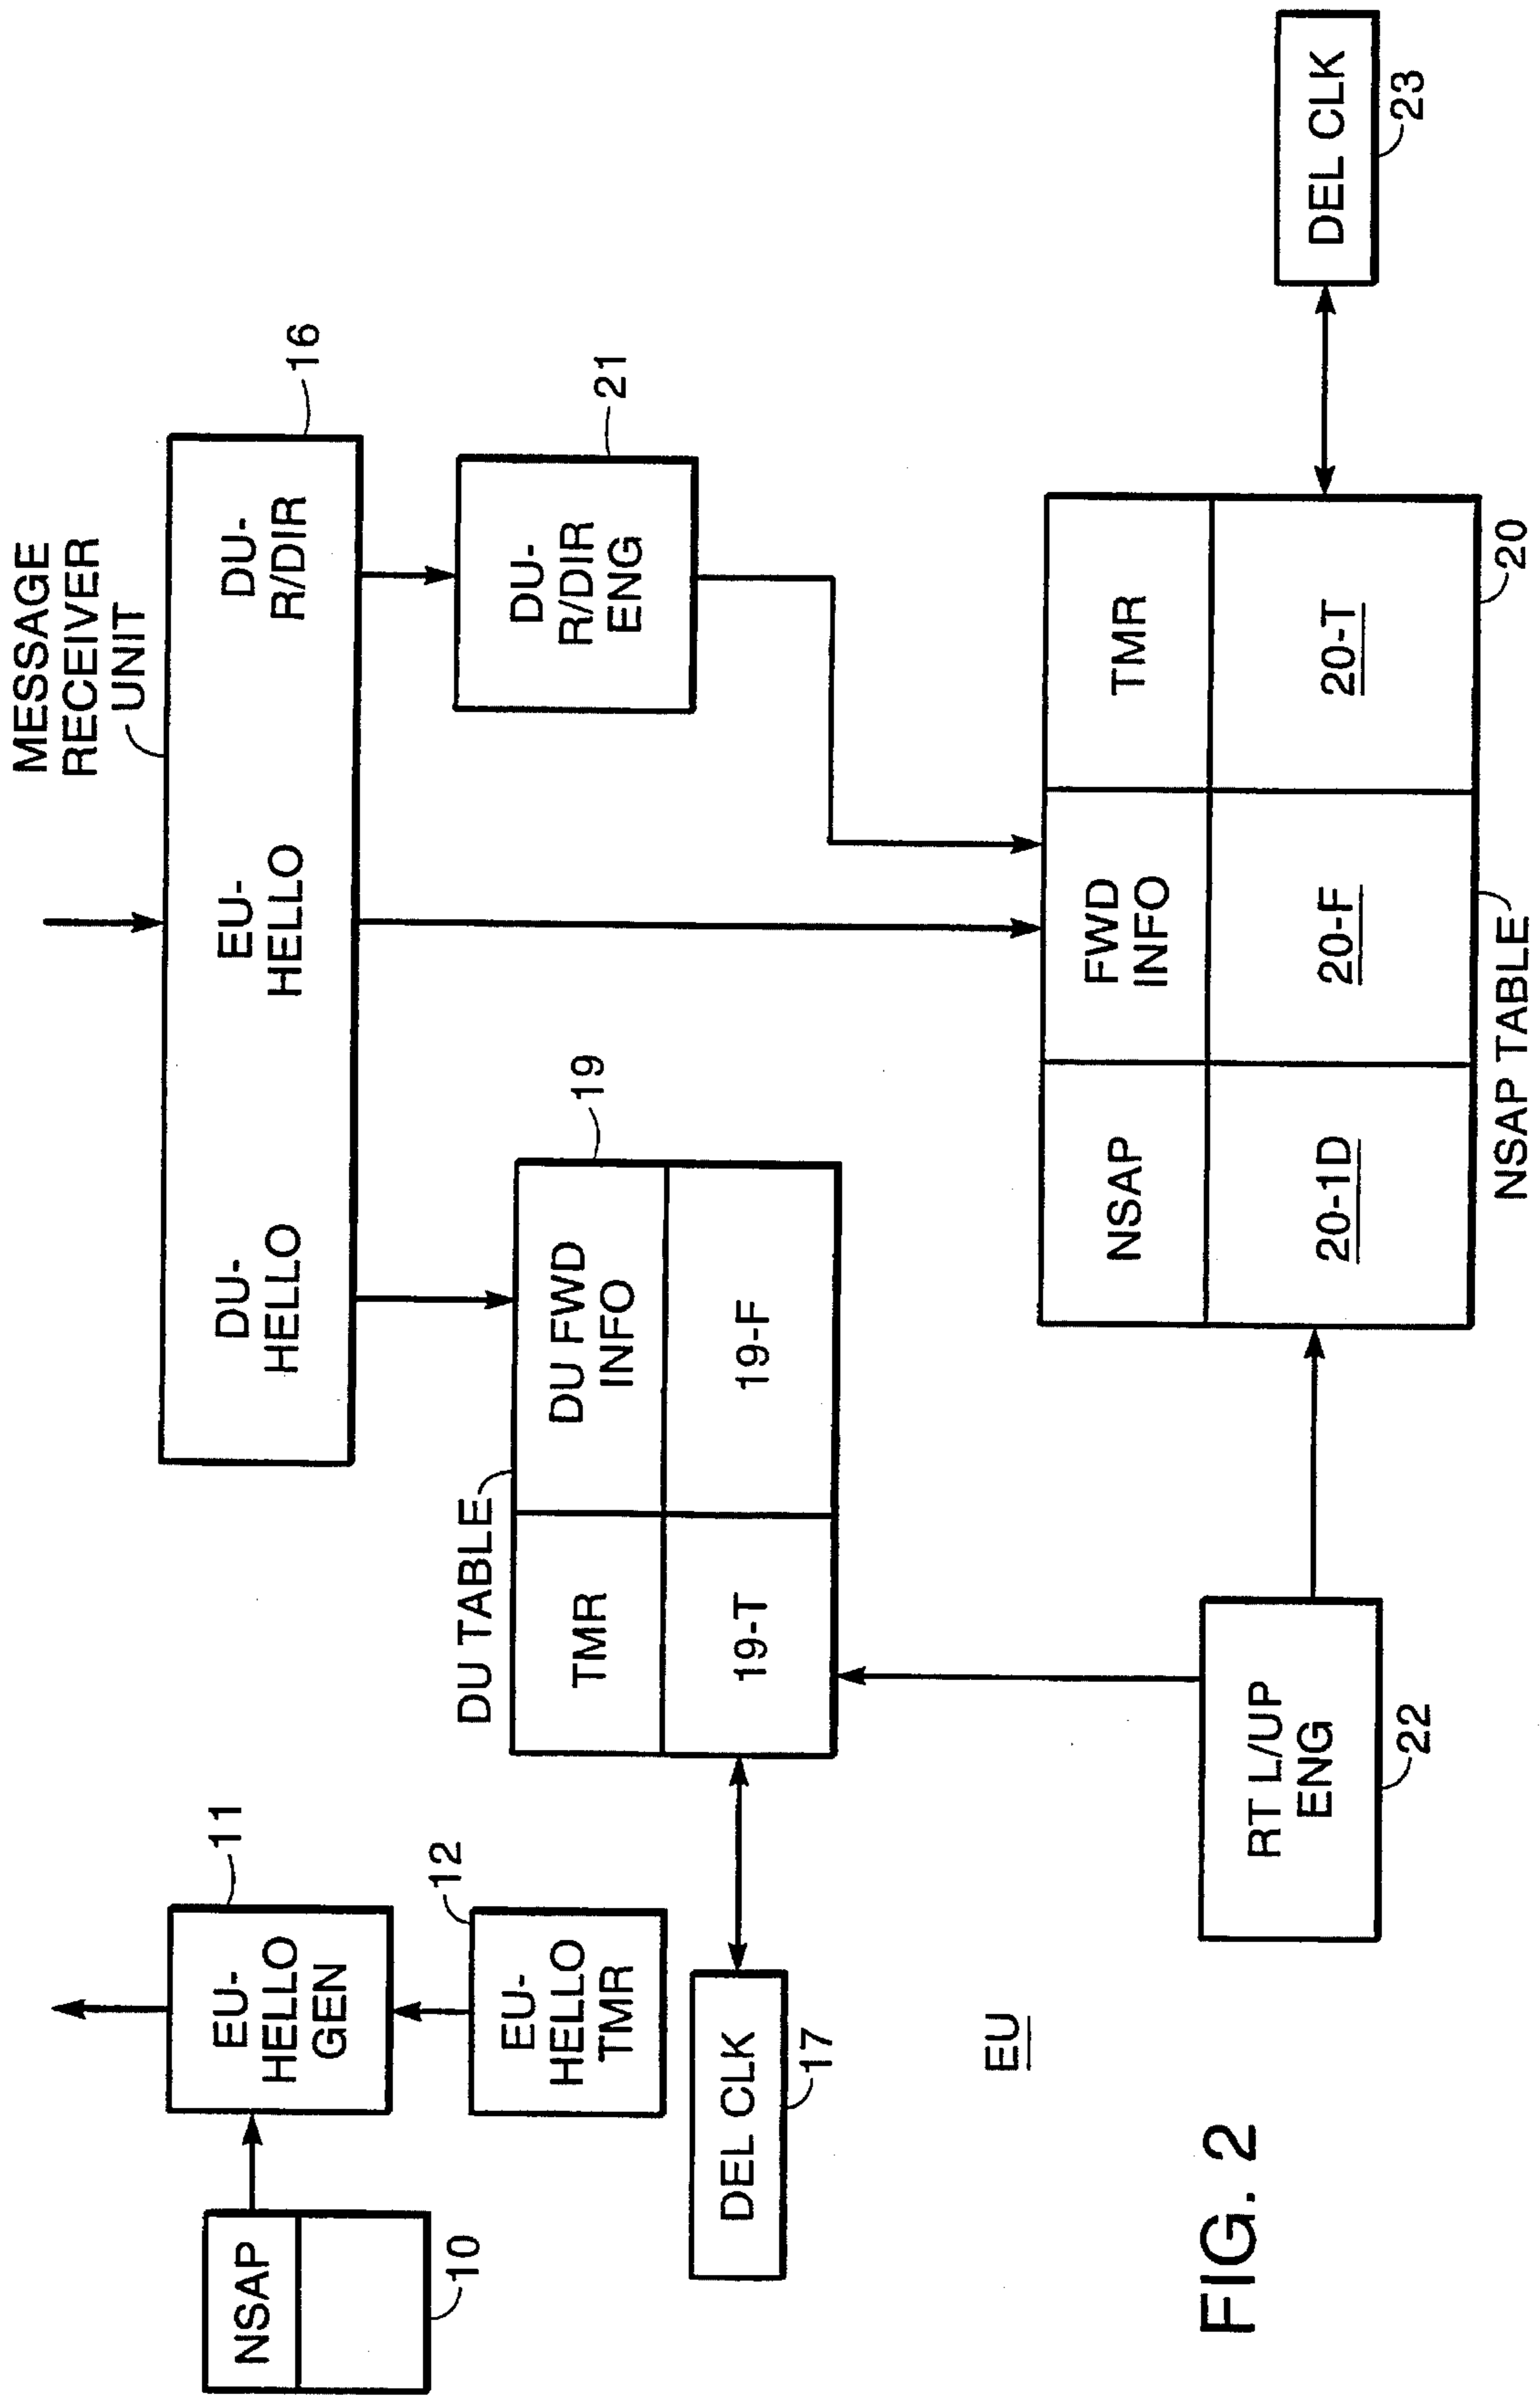 MESSAGE
RECEIVER
UNIT
16
DU-
HELLO
EU-
HELLO
DU-
R/DIR
11
EU-
HELLO
GEN
NSAP
10
12
EU-
HELLO
TMR
DEL CLK
17
DU TABLE
19
TMR
DU FWD
INFO
19-T
19-F
21
DU-
R/DIR
ENG
NSAP
FWD
INFO
TMR
20-1D
20-F
20-T
NSAP TABLE
20
DEL CLK
23
RT L/UP
ENG
22
EU
FIG. 2